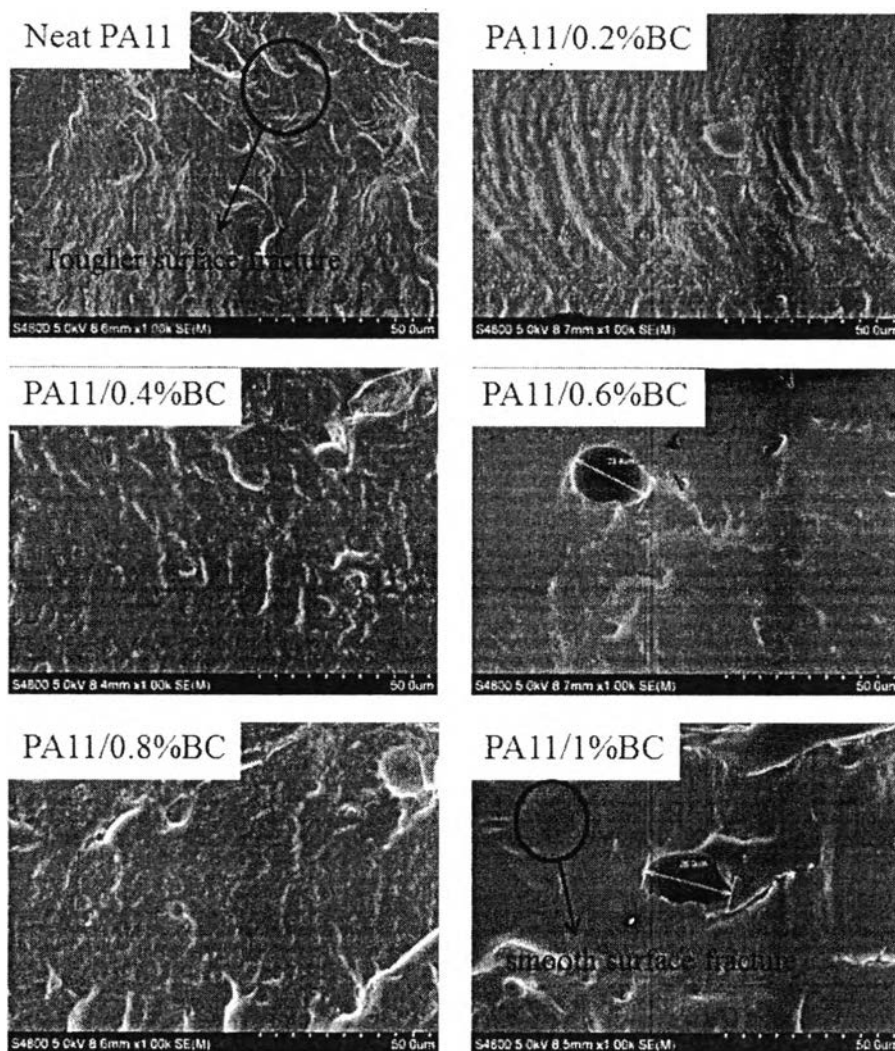 Neat PA11
Tougher surface fracture
S4800 5.0kV 8.6mm x1.00k SE(M) 50.0um
PA11/0.2%BC
S4800 5.0kV 8.7mm x1.00k SE(M) 50.0um
PA11/0.4%BC
S4800 5.0kV 8.4mm x1.00k SE(M) 50.0um
PA11/0.6%BC
S4800 5.0kV 8.7mm x1.00k SE(M) 50.0um
PA11/0.8%BC
S4800 5.0kV 8.6mm x1.00k SE(M) 50.0um
PA11/1%BC
smooth surface fracture
S4800 5.0kV 8.5mm x1.00k SE(M) 50.0um